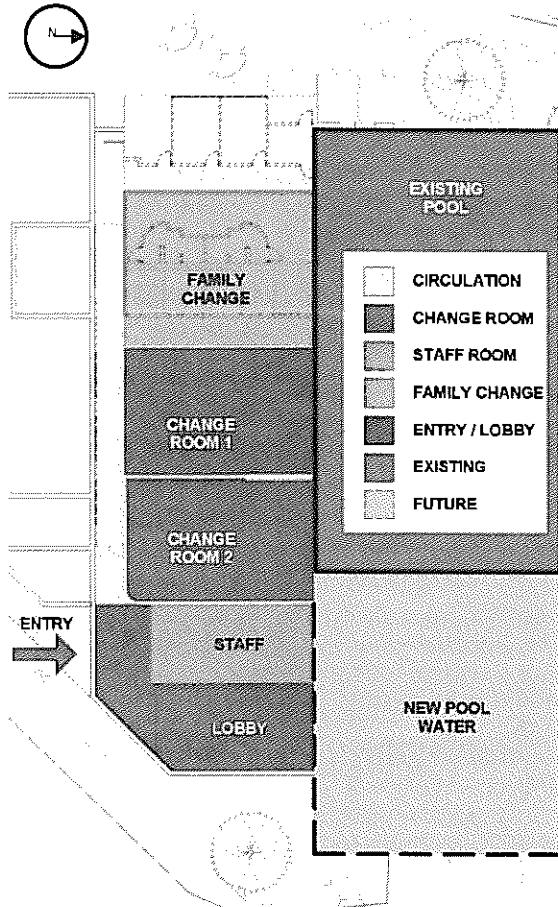 N
EXISTING
POOL
FAMILY
CHANGE
CIRCULATION
CHANGE ROOM
STAFF ROOM
FAMILY CHANGE
ENTRY / LOBBY
EXISTING
FUTURE
CHANGE
ROOM 1
CHANGE
ROOM 2
ENTRY
STAFF
LOBBY
NEW POOL
WATER